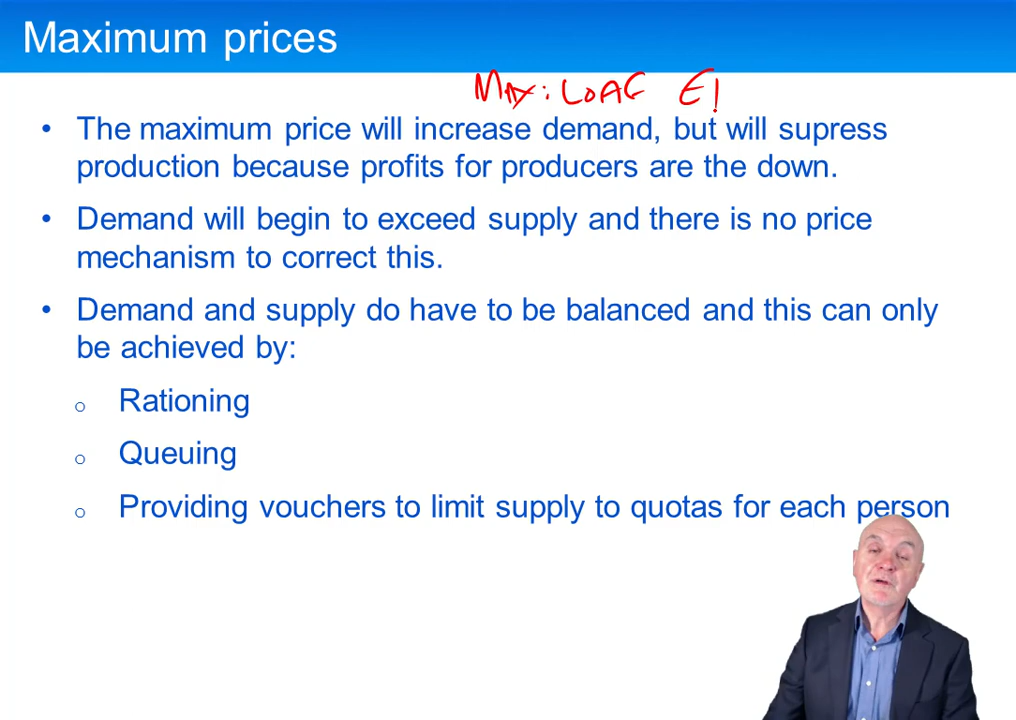 Maximum prices
MAX: LOAF £1
• The maximum price will increase demand, but will supress
production because profits for producers are the down.
• Demand will begin to exceed supply and there is no price
mechanism to correct this.
• Demand and supply do have to be balanced and this can only
be achieved by:
o Rationing
o Queuing
o Providing vouchers to limit supply to quotas for each person